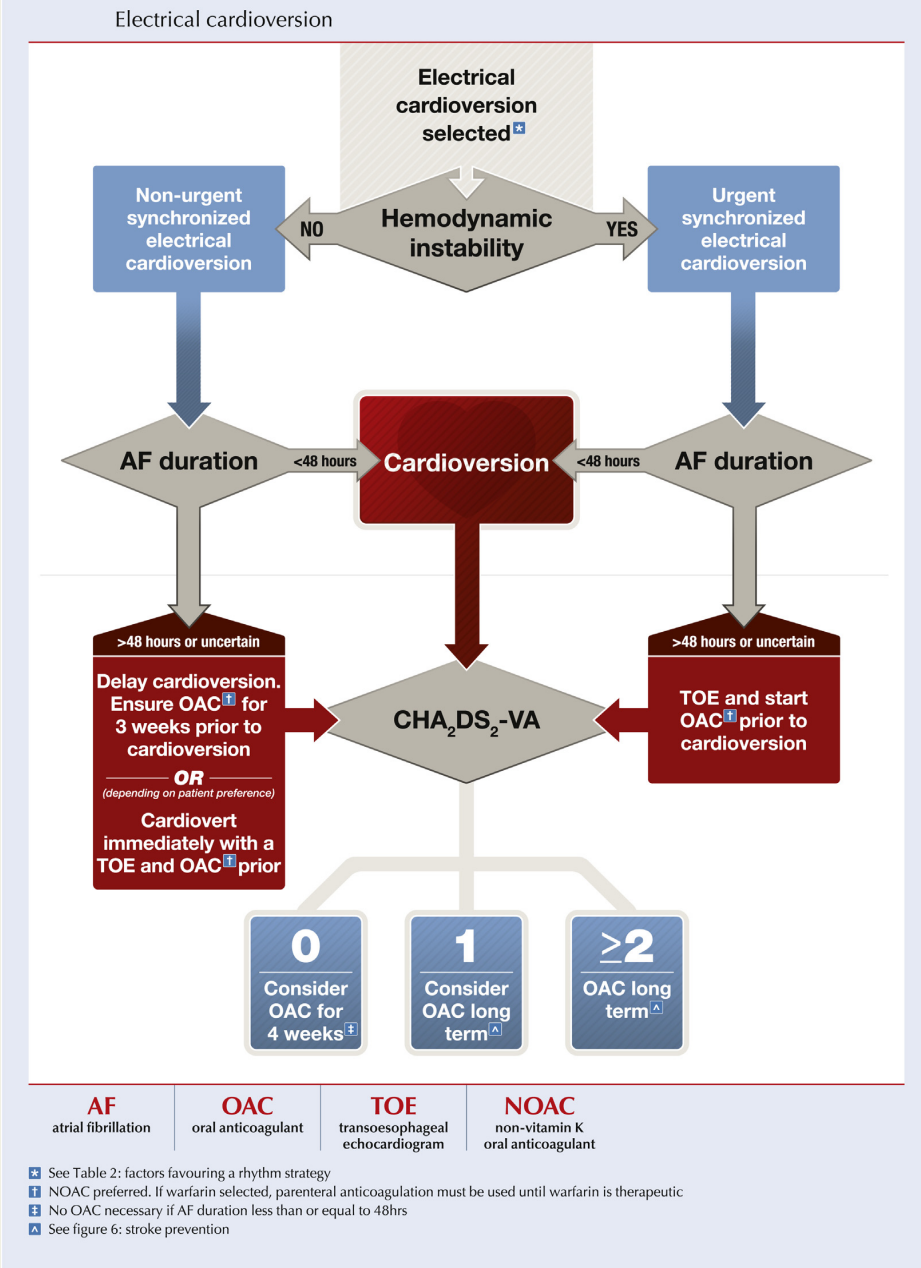 Electrical cardioversion
Electrical
cardioversion
selected*
Non-urgent
synchronized
electrical
cardioversion
NO
Hemodynamic
instability
YES
Urgent
synchronized
electrical
cardioversion
AF duration
<48 hours
Cardioversion
<48 hours
AF duration
>48 hours or uncertain
Delay cardioversion.
Ensure OAC† for
3 weeks prior to
cardioversion
OR
(depending on patient preference)
Cardiovert
immediately with a
TOE and OAC† prior
CHA₂DS₂-VA
>48 hours or uncertain
TOE and start
OAC† prior to
cardioversion
0
Consider
OAC for
4 weeks‡
1
Consider
OAC long
term^
≥2
OAC long
term^
AF
atrial fibrillation
OAC
oral anticoagulant
TOE
transoesophageal
echocardiogram
NOAC
non-vitamin K
oral anticoagulant
* See Table 2: factors favouring a rhythm strategy
† NOAC preferred. If warfarin selected, parenteral anticoagulation must be used until warfarin is therapeutic
‡ No OAC necessary if AF duration less than or equal to 48hrs
^ See figure 6: stroke prevention